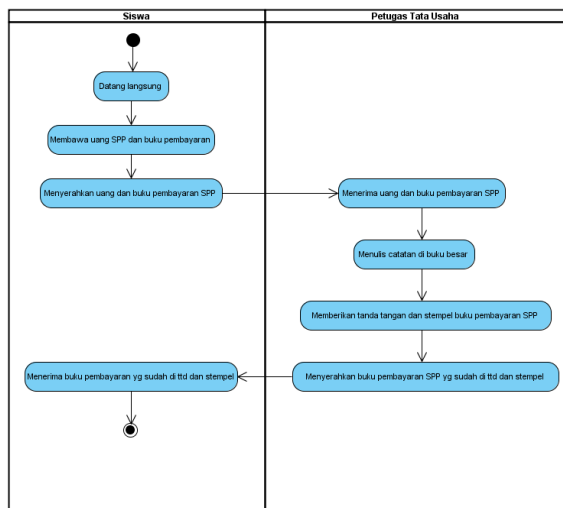 Siswa
Petugas Tata Usaha
Datang langsung
Membawa uang SPP dan buku pembayaran
Menyerahkan uang dan buku pembayaran SPP
Menerima uang dan buku pembayaran SPP
Menulis catatan di buku besar
Memberikan tanda tangan dan stempel buku pembayaran SPP
Menyerahkan buku pembayaran SPP yg sudah di ttd dan stempel
Menerima buku pembayaran yg sudah di ttd dan stempel